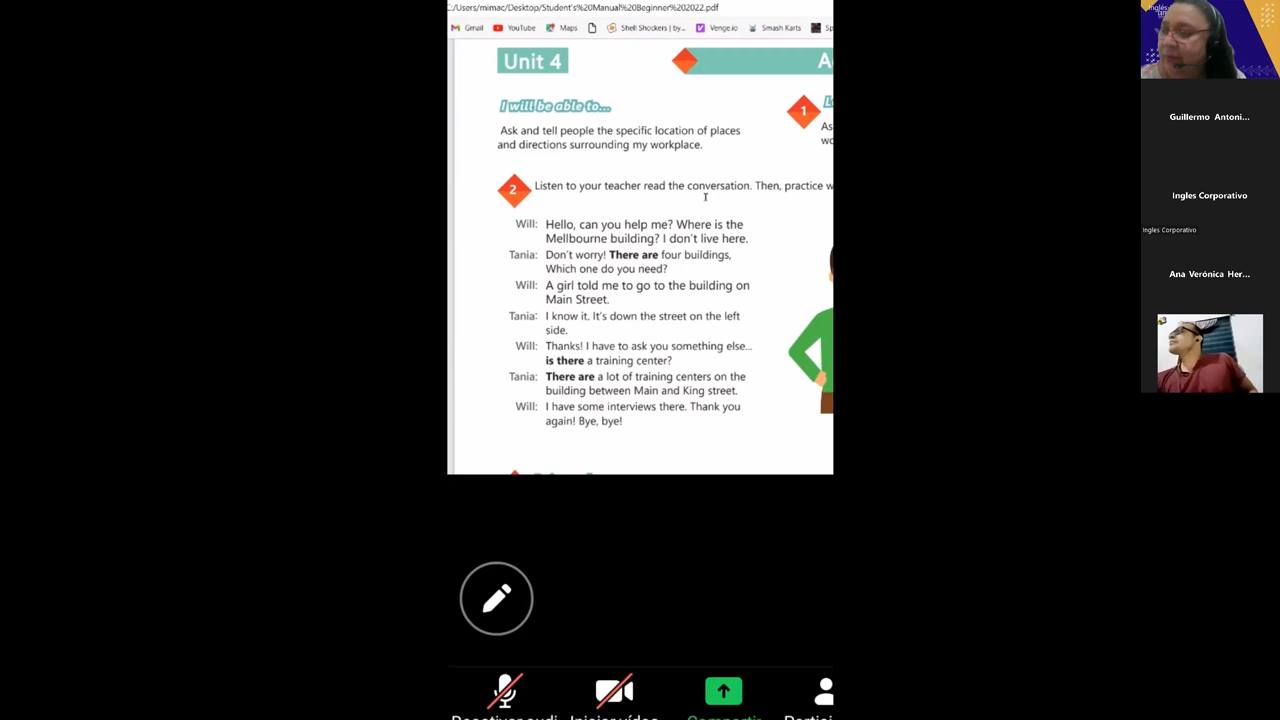 C:/Users/mimac/Desktop/Student's%20Manual%20Beginner%202022.pdf
Gmail YouTube Maps Shell Shockers | by... Venge.io Smash Karts Sp
Unit 4
A
I will be able to...
1
Ask and tell people the specific location of places
and directions surrounding my workplace.
As
wo
2 Listen to your teacher read the conversation. Then, practice w
Will: Hello, can you help me? Where is the
Mellbourne building? I don't live here.
Tania: Don't worry! There are four buildings,
Which one do you need?
Will: A girl told me to go to the building on
Main Street.
Tania: I know it. It's down the street on the left
side.
Will: Thanks! I have to ask you something else...
is there a training center?
Tania: There are a lot of training centers on the
building between Main and King street.
Will: I have some interviews there. Thank you
again! Bye, bye!
Guillermo Antoni...
Ingles Corporativo
Ingles Corporativo
Ana Verónica Her...